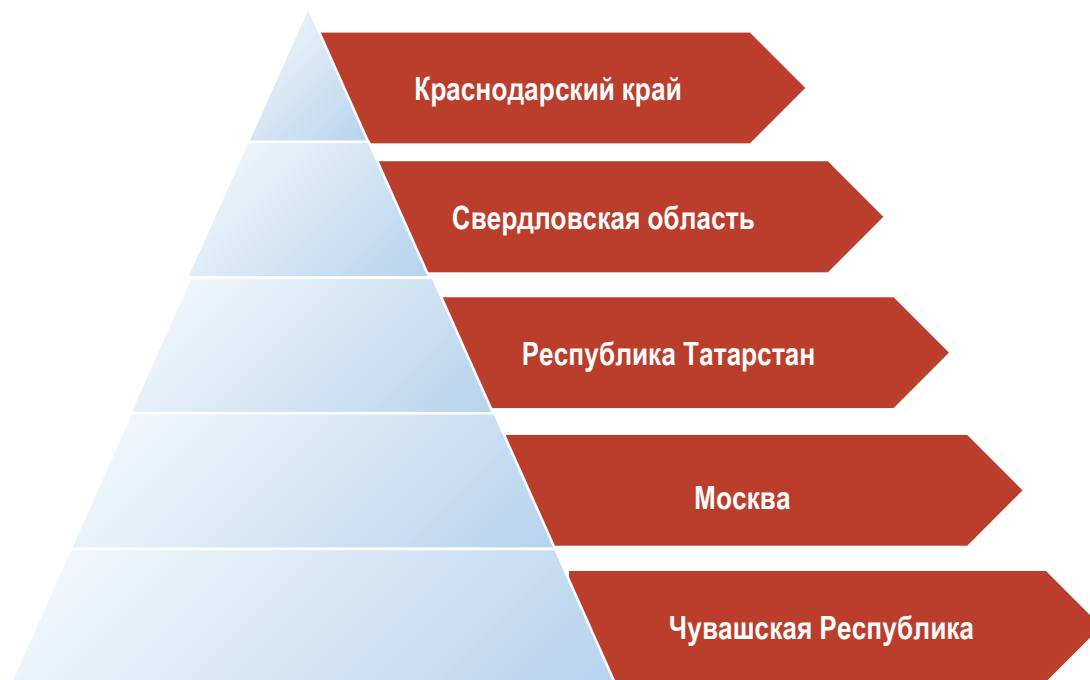 Краснодарский край
Свердловская область
Республика Татарстан
Москва
Чувашская Республика